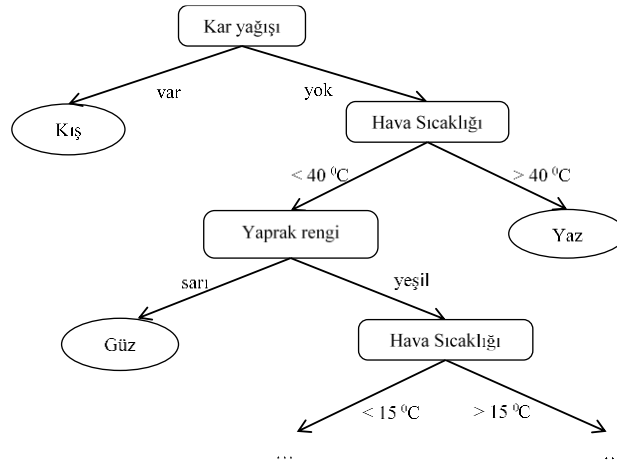 Kar yağışı
var
yok
Kış
Hava Sıcaklığı
< 40 ⁰C
> 40 ⁰C
Yaprak rengi
Yaz
sarı
yeşil
Güz
Hava Sıcaklığı
< 15 ⁰C
> 15 ⁰C